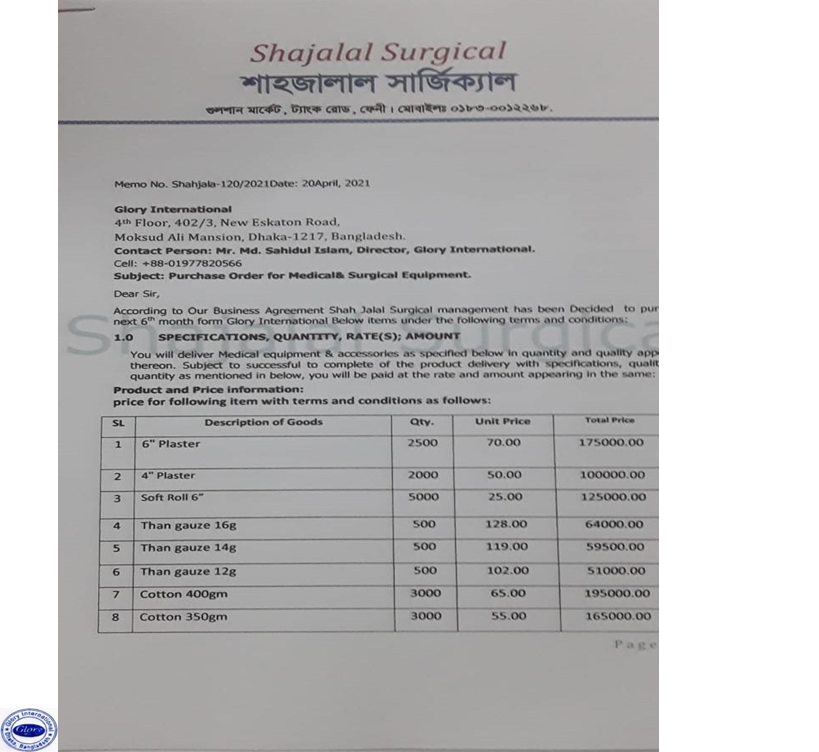 Shajalal Surgical
শাহজালাল সার্জিক্যাল
গুলশান মার্কেট, ট্যাংক রোড, ফেনী। মোবাইলঃ ০১৮৩-০০১২২৬৮.
Memo No. Shahjala-120/2021Date: 20April, 2021
Glory International
4th Floor, 402/3, New Eskaton Road,
Moksud Ali Mansion, Dhaka-1217, Bangladesh.
Contact Person: Mr. Md. Sahidul Islam, Director, Glory International.
Cell: +88-01977820566
Subject: Purchase Order for Medical& Surgical Equipment.
Dear Sir,
According to Our Business Agreement Shah Jalal Surgical management has been Decided to pur
next 6th month form Glory International Below items under the following terms and conditions:
Shahjalal Surgica
1.0 SPECIFICATIONS, QUANTITY, RATE(S); AMOUNT
You will deliver Medical equipment & accessories as specified below in quantity and quality app
thereon. Subject to successful to complete of the product delivery with specifications, qualit
quantity as mentioned in below, you will be paid at the rate and amount appearing in the same:
Product and Price information:
price for following item with terms and conditions as follows:
SL Description of Goods Qty. Unit Price Total Price
1 6" Plaster 2500 70.00 175000.00
2 4" Plaster 2000 50.00 100000.00
3 Soft Roll 6" 5000 25.00 125000.00
4 Than gauze 16g 500 128.00 64000.00
5 Than gauze 14g 500 119.00 59500.00
6 Than gauze 12g 500 102.00 51000.00
7 Cotton 400gm 3000 65.00 195000.00
8 Cotton 350gm 3000 55.00 165000.00
Page
Glory International
Glory
Dhaka, Bangladesh